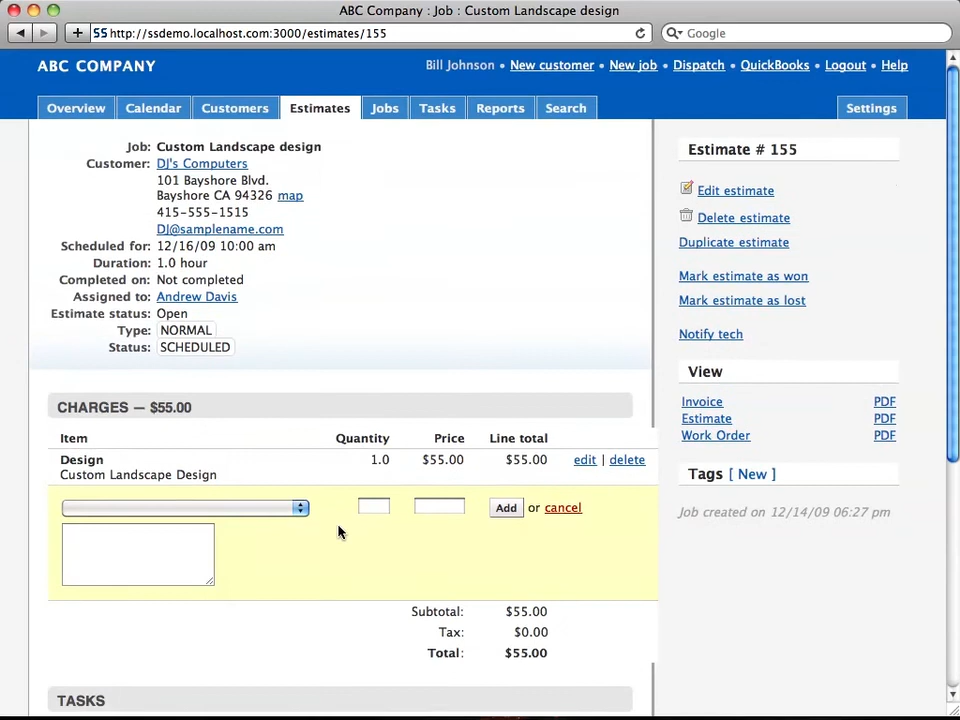 ABC Company : Job : Custom Landscape design
SS http://ssdemo.localhost.com:3000/estimates/155
Google
ABC COMPANY
Bill Johnson • New customer • New job • Dispatch • QuickBooks • Logout • Help
Overview Calendar Customers Estimates Jobs Tasks Reports Search Settings
Job: Custom Landscape design
Customer: DJ's Computers
101 Bayshore Blvd.
Bayshore CA 94326 map
415-555-1515
DJ@samplename.com
Scheduled for: 12/16/09 10:00 am
Duration: 1.0 hour
Completed on: Not completed
Assigned to: Andrew Davis
Estimate status: Open
Type: NORMAL
Status: SCHEDULED
CHARGES — $55.00
Item Quantity Price Line total
Design 1.0 $55.00 $55.00 edit | delete
Custom Landscape Design
Add or cancel
Subtotal: $55.00
Tax: $0.00
Total: $55.00
TASKS
Estimate # 155
Edit estimate
Delete estimate
Duplicate estimate
Mark estimate as won
Mark estimate as lost
Notify tech
View
Invoice PDF
Estimate PDF
Work Order PDF
Tags [ New ]
Job created on 12/14/09 06:27 pm